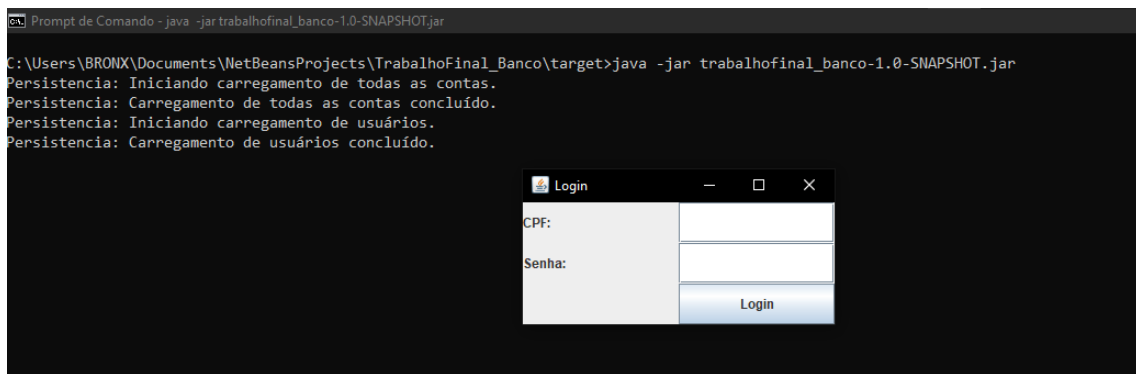 Prompt de Comando - java -jar trabalhofinal_banco-1.0-SNAPSHOT.jar
C:\Users\BRONX\Documents\NetBeansProjects\TrabalhoFinal_Banco\target>java -jar trabalhofinal_banco-1.0-SNAPSHOT.jar
Persistencia: Iniciando carregamento de todas as contas.
Persistencia: Carregamento de todas as contas concluído.
Persistencia: Iniciando carregamento de usuários.
Persistencia: Carregamento de usuários concluído.
Login
CPF:
Senha:
Login